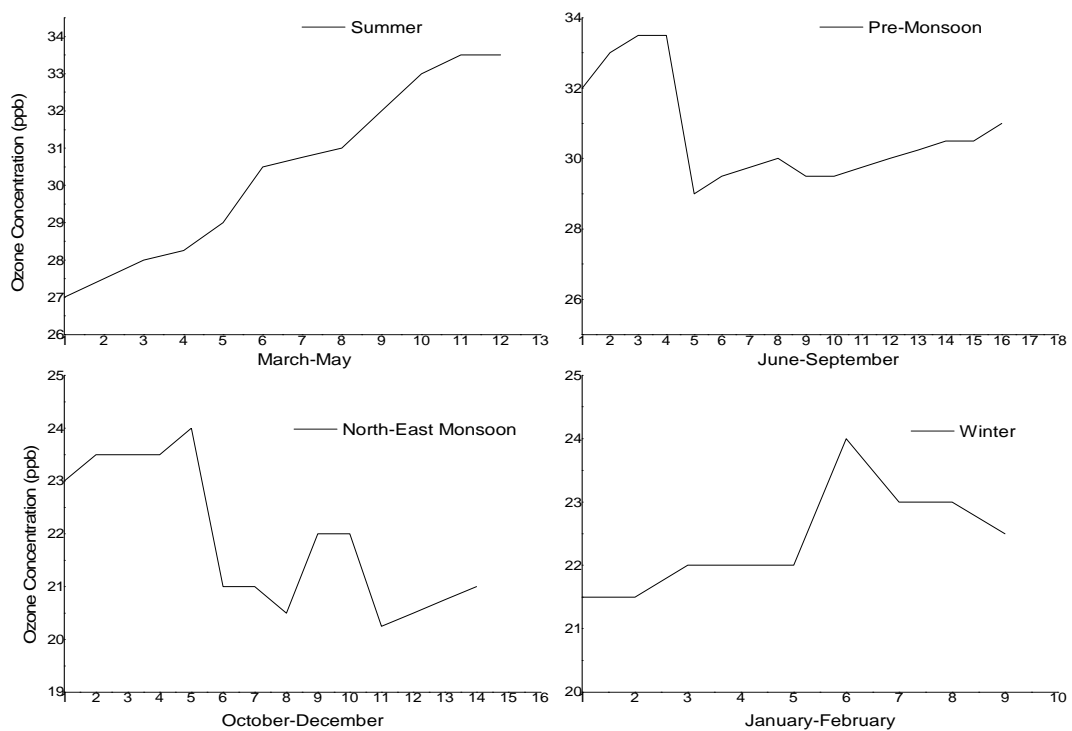 Summer
Ozone Concentration (ppb)
34
33
32
31
30
29
28
27
26
1 2 3 4 5 6 7 8 9 10 11 12 13
March-May
Pre-Monsoon
34
32
30
28
26
1 2 3 4 5 6 7 8 9 10 11 12 13 14 15 16 17 18
June-September
North-East Monsoon
Ozone Concentration (ppb)
25
24
23
22
21
20
19
1 2 3 4 5 6 7 8 9 10 11 12 13 14 15 16
October-December
Winter
25
24
23
22
21
20
1 2 3 4 5 6 7 8 9 10
January-February